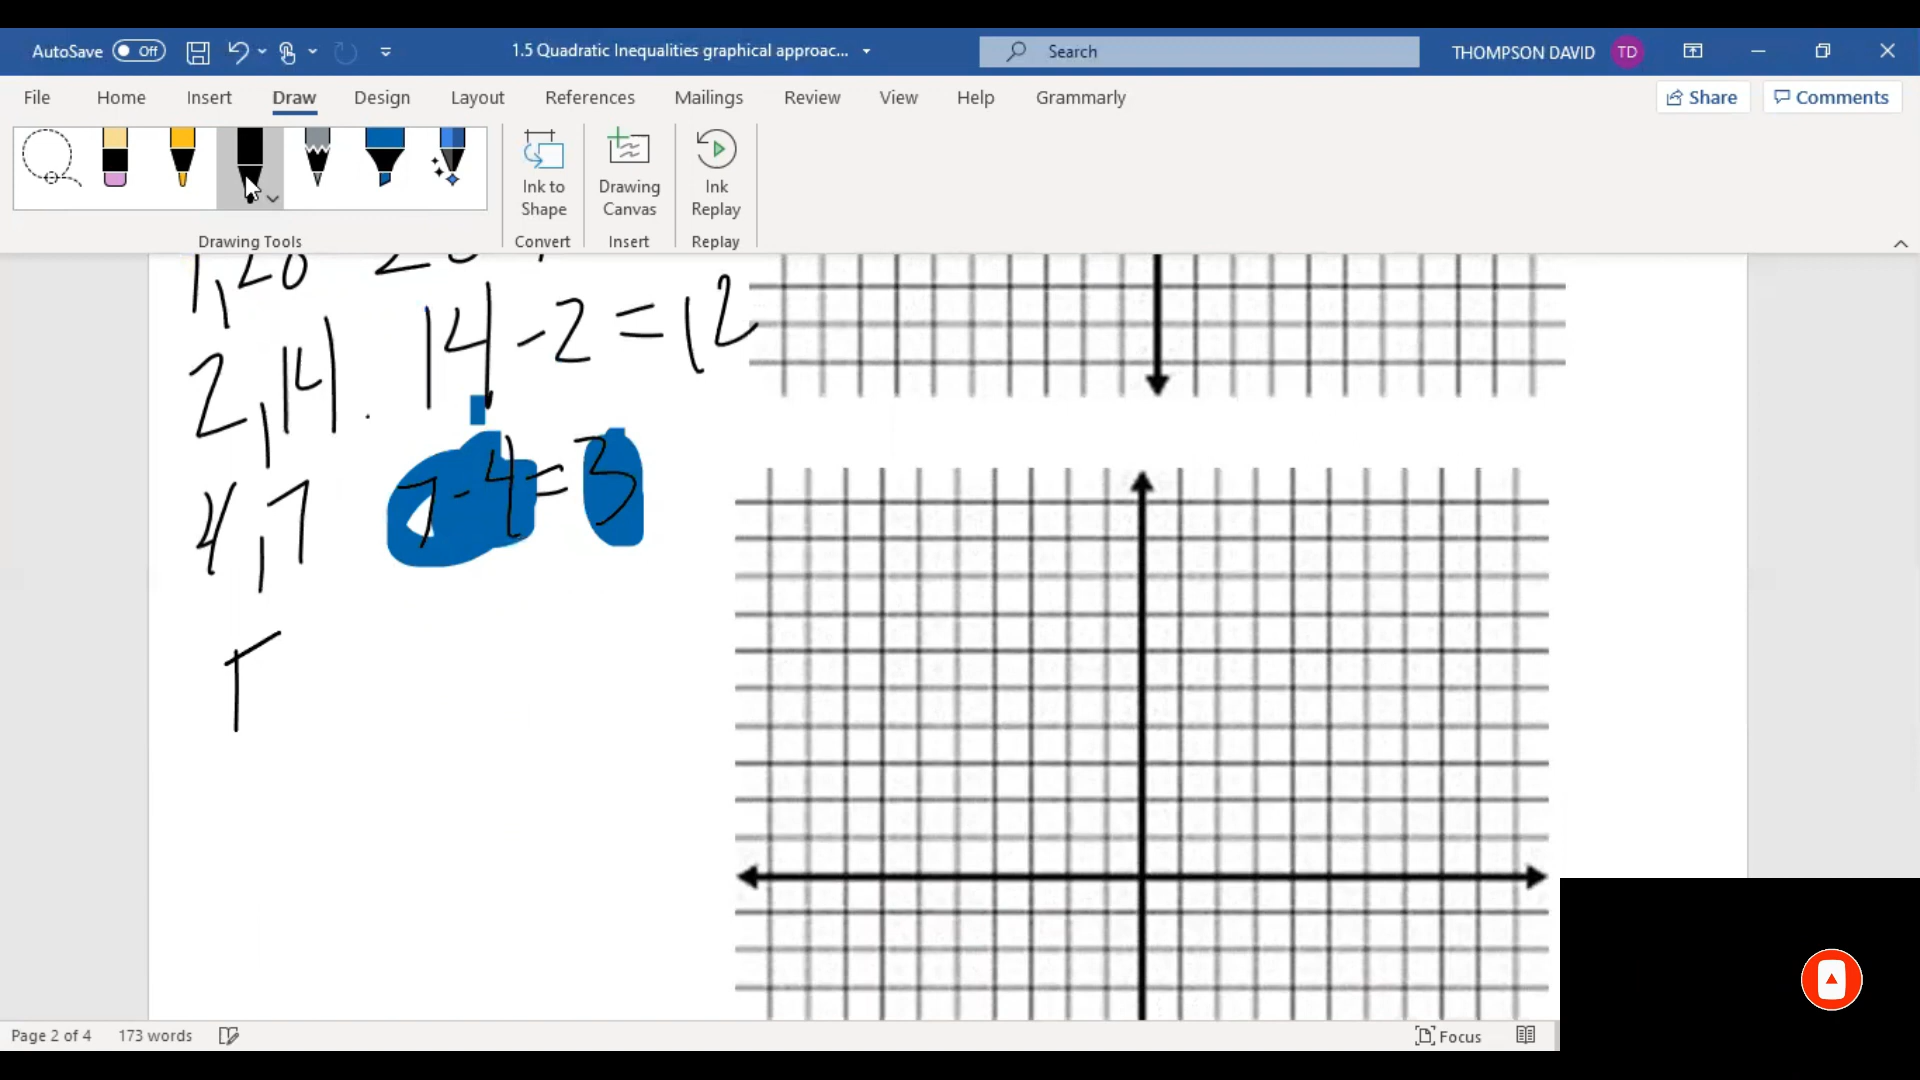 AutoSave Off 1.5 Quadratic Inequalities graphical approac... Search THOMPSON DAVID TD
File Home Insert Draw Design Layout References Mailings Review View Help Grammarly Share Comments
Ink to Shape
Drawing Canvas
Ink Replay
Drawing Tools Convert Insert Replay
2,14 14-2=12
4,7 7-4=3
Page 2 of 4 173 words Focus